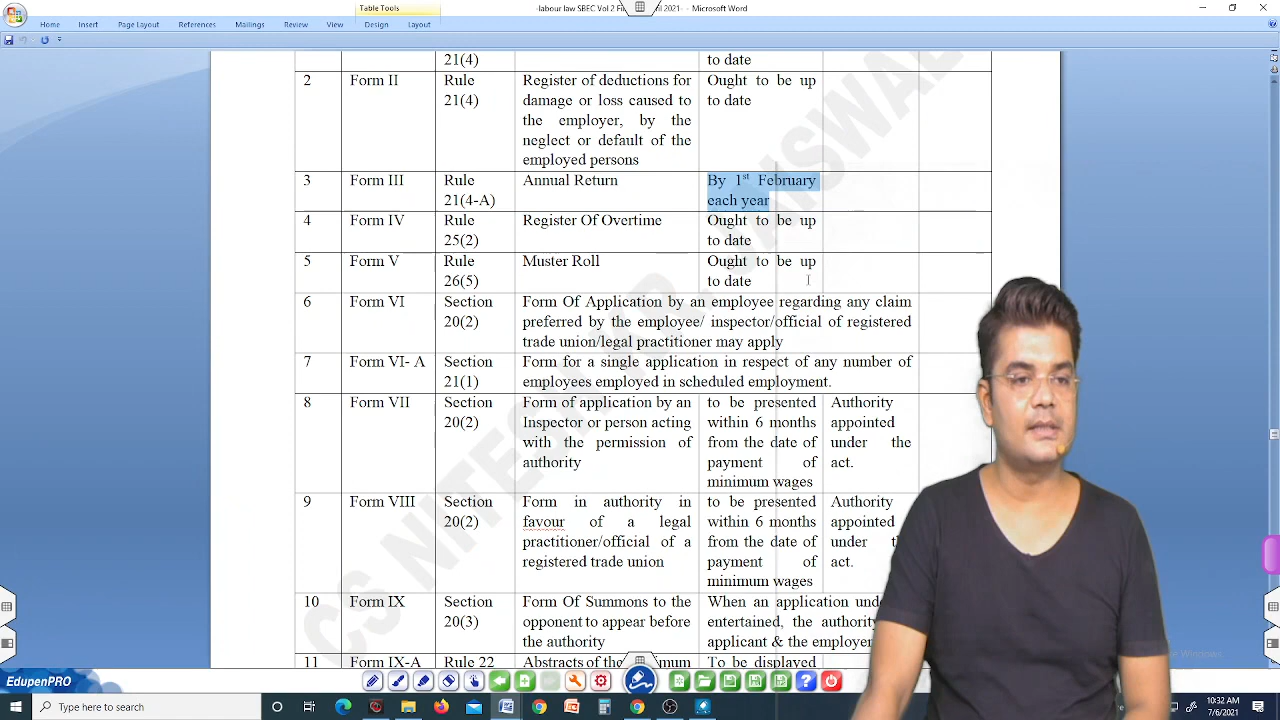 Table Tools
-labour law SBEC Vol 2 Fi il 2021- - Microsoft Word
Home Insert Page Layout References Mailings Review View Design Layout
21(4) to date
2 Form II Rule Register of deductions for Ought to be up
21(4) damage or loss caused to to date
the employer, by the
neglect or default of the
employed persons
3 Form III Rule Annual Return By 1st February
21(4-A) each year
4 Form IV Rule Register Of Overtime Ought to be up
25(2) to date
5 Form V Rule Muster Roll Ought to be up
26(5) to date
6 Form VI Section Form Of Application by an employee regarding any claim
20(2) preferred by the employee/ inspector/official of registered
trade union/legal practitioner may apply
7 Form VI- A Section Form for a single application in respect of any number of
21(1) employees employed in scheduled employment.
8 Form VII Section Form of application by an to be presented Authority
20(2) Inspector or person acting within 6 months appointed
with the permission of from the date of under the
authority payment of act.
minimum wages
9 Form VIII Section Form in authority in to be presented Authority
20(2) favour of a legal within 6 months appointed
practitioner/official of a from the date of under
registered trade union payment of act.
minimum wages
10 Form IX Section Form Of Summons to the When an application und
20(3) opponent to appear before entertained, the authority
the authority applicant & the employer
11 Form IX-A Rule 22 Abstracts of the To be displayed
CS NITESH KR. JAISWAL
EdupenPRO
Type here to search
10:32 AM
7/6/2021